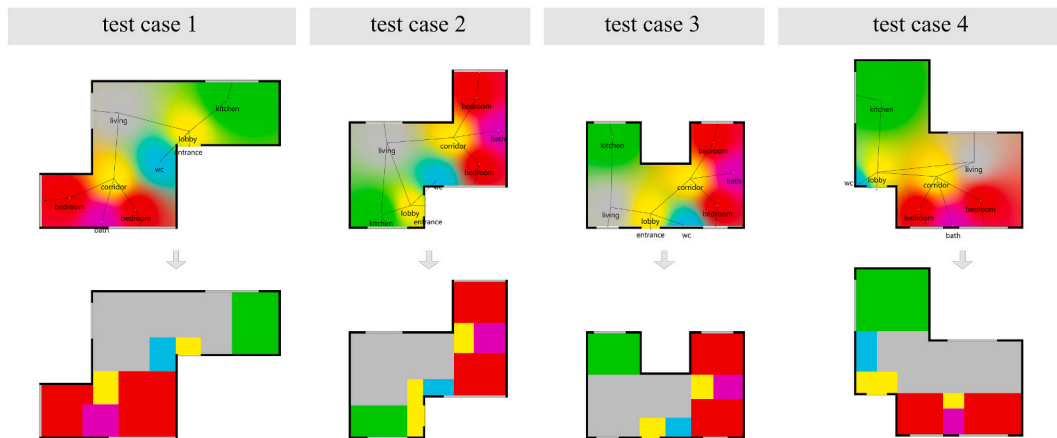 test case 1
test case 2
test case 3
test case 4
living
kitchen
lobby
entrance
wc
corridor
bedroom
bedroom
bath
bedroom
bath
corridor
living
wc
bedroom
lobby
kitchen
entrance
kitchen
bedroom
bath
corridor
living
lobby
bedroom
entrance
wc
kitchen
living
wc
lobby
corridor
bedroom
bedroom
bath